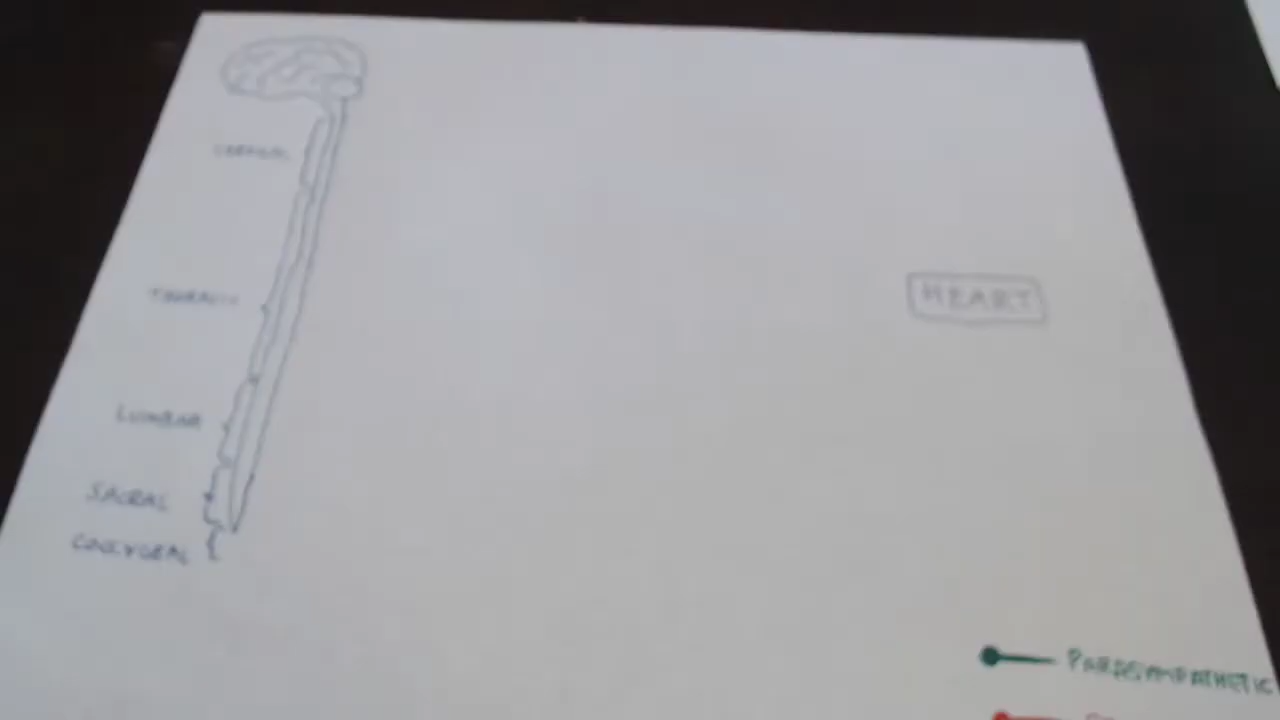 CERVICAL
THORACIC
HEART
LUMBAR
SACRAL
COCCYGEAL
PARASYMPATHETIC